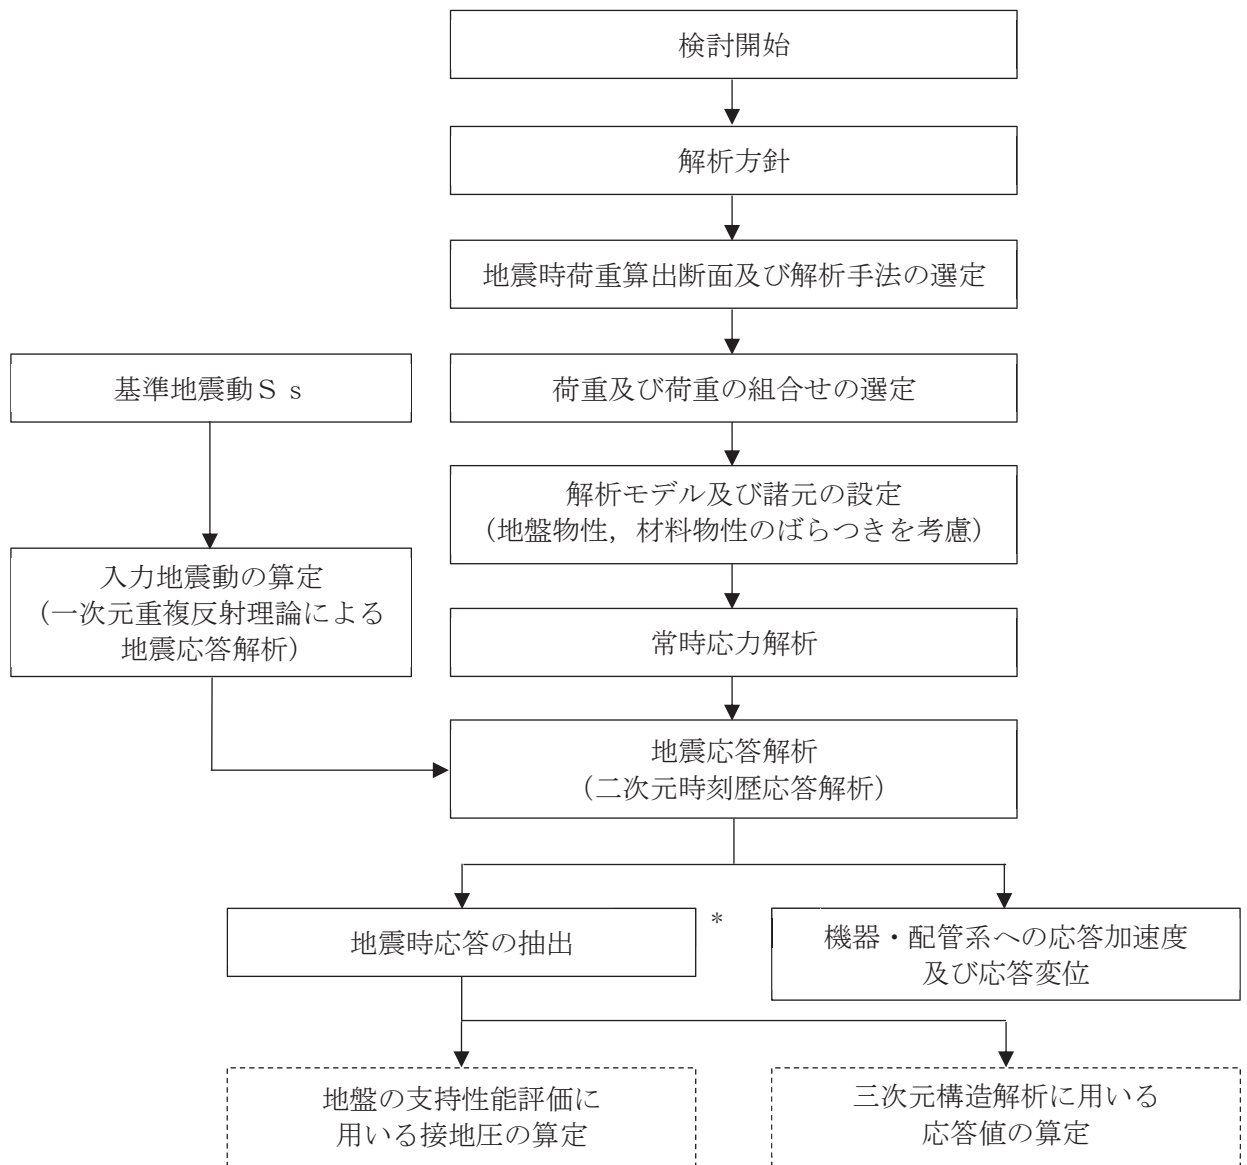 検討開始
解析方針
地震時荷重算出断面及び解析手法の選定
基準地震動Ｓｓ
荷重及び荷重の組合せの選定
解析モデル及び諸元の設定
（地盤物性，材料物性のばらつきを考慮）
入力地震動の算定
（一次元重複反射理論による
地震応答解析）
常時応力解析
地震応答解析
（二次元時刻歴応答解析）
地震時応答の抽出
*
機器・配管系への応答加速度
及び応答変位
地盤の支持性能評価に
用いる接地圧の算定
三次元構造解析に用いる
応答値の算定